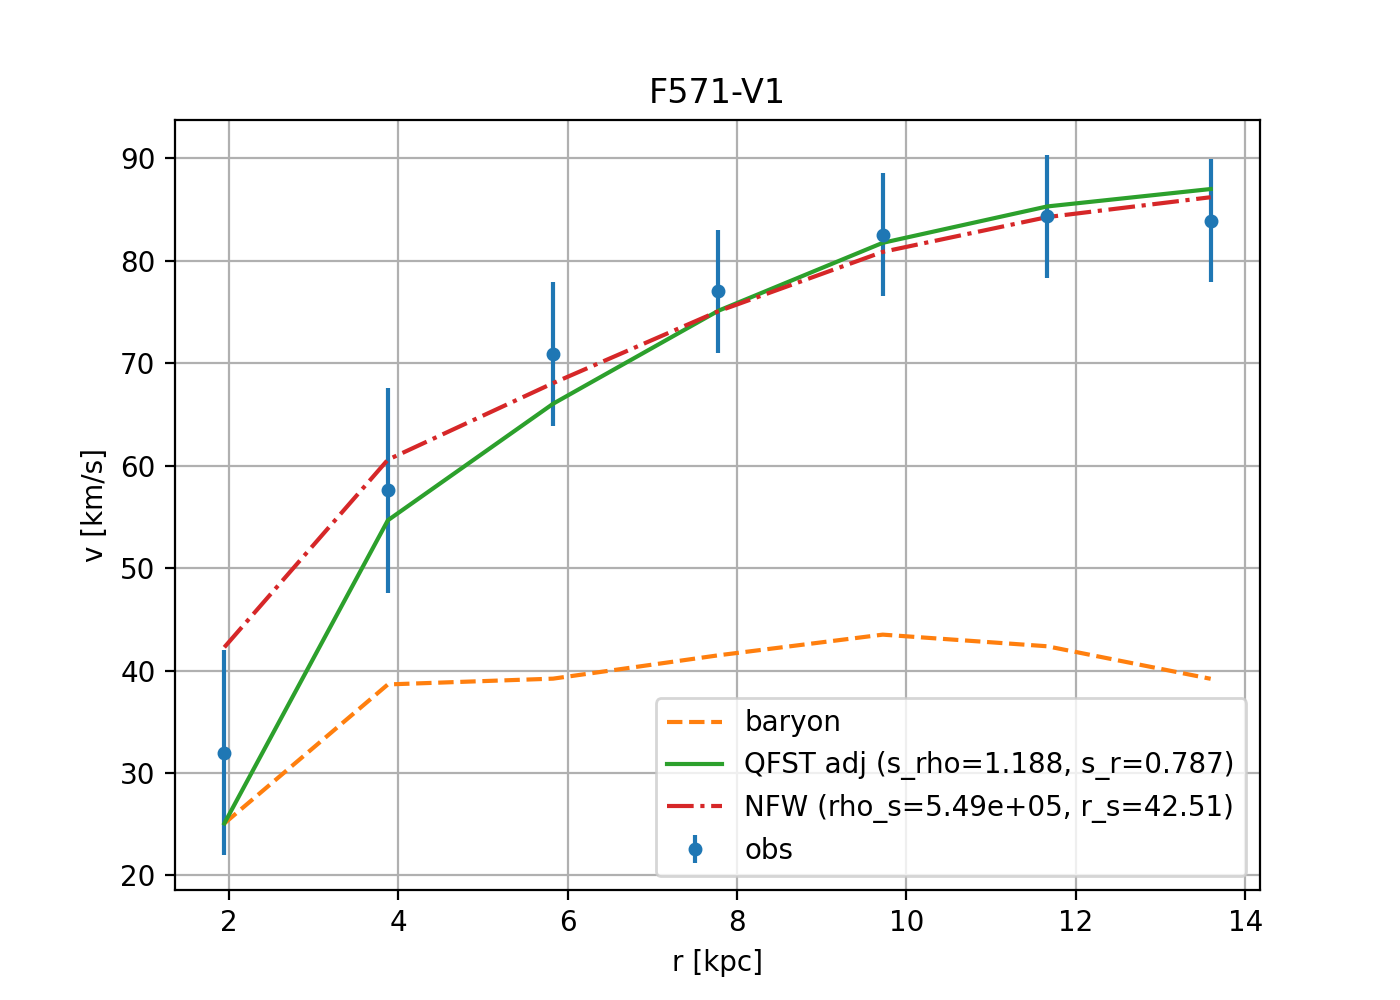 F571-V1
90
80
70
60
50
40
30
20
v [km/s]
baryon
QFST adj (s_rho=1.188, s_r=0.787)
NFW (rho_s=5.49e+05, r_s=42.51)
obs
2 4 6 8 10 12 14
r [kpc]